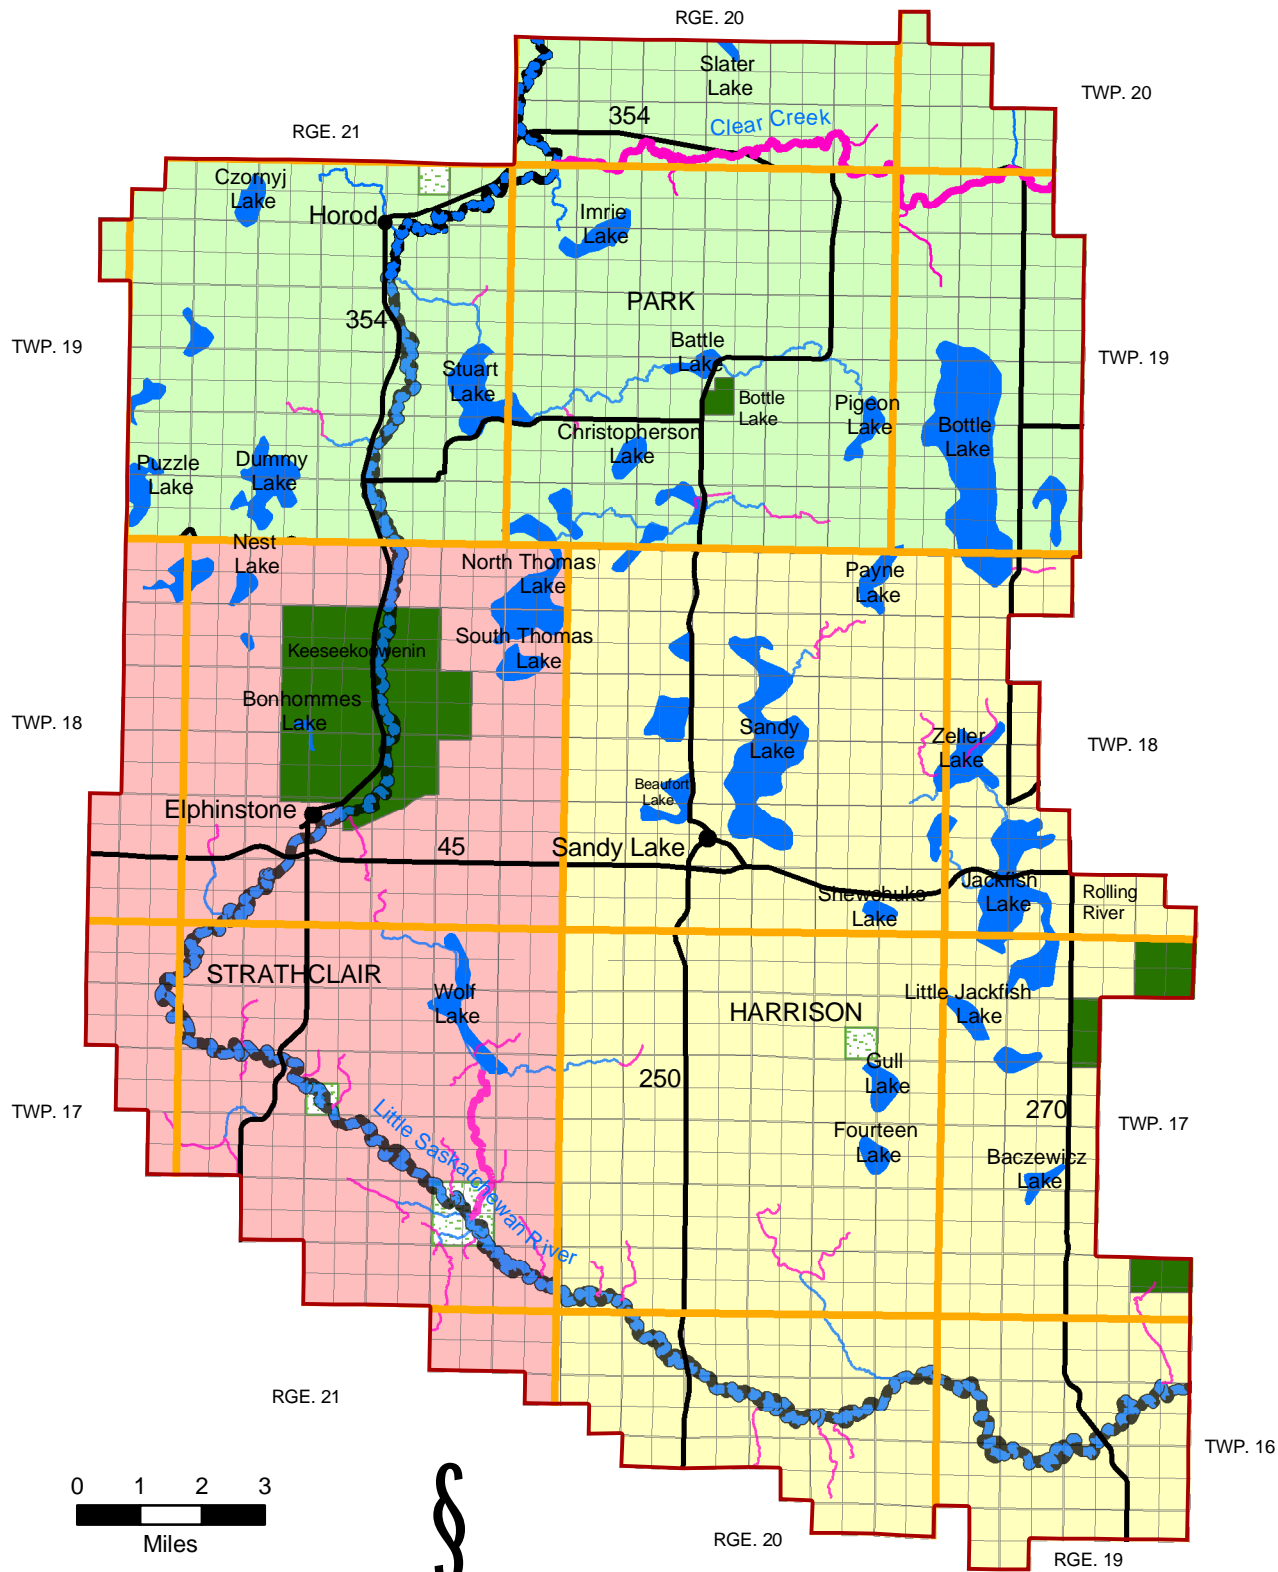 RGE. 20
Slater
Lake
TWP. 20
354
Clear Creek
RGE. 21
Czornyj
Lake
Horod
Imrie
Lake
PARK
354
TWP. 19
Battle
Lake
TWP. 19
Stuart
Lake
Bottle
Lake
Pigeon
Lake
Christopherson
Lake
Bottle
Lake
Puzzle
Lake
Dummy
Lake
Nest
Lake
North Thomas
Lake
Payne
Lake
South Thomas
Lake
Keeseekoowenin
Bonhommes
Lake
TWP. 18
Sandy
Lake
Zeller
Lake
TWP. 18
Beaufort
Lake
Elphinstone
45
Sandy Lake
Shewchuks
Lake
Jackfish
Lake
Rolling
River
STRATHCLAIR
Wolf
Lake
Little Jackfish
Lake
HARRISON
Gull
Lake
250
270
TWP. 17
Little Saskatchewan River
Fourteen
Lake
TWP. 17
Baczewicz
Lake
RGE. 21
TWP. 16
0 1 2 3
Miles
RGE. 20
RGE. 19